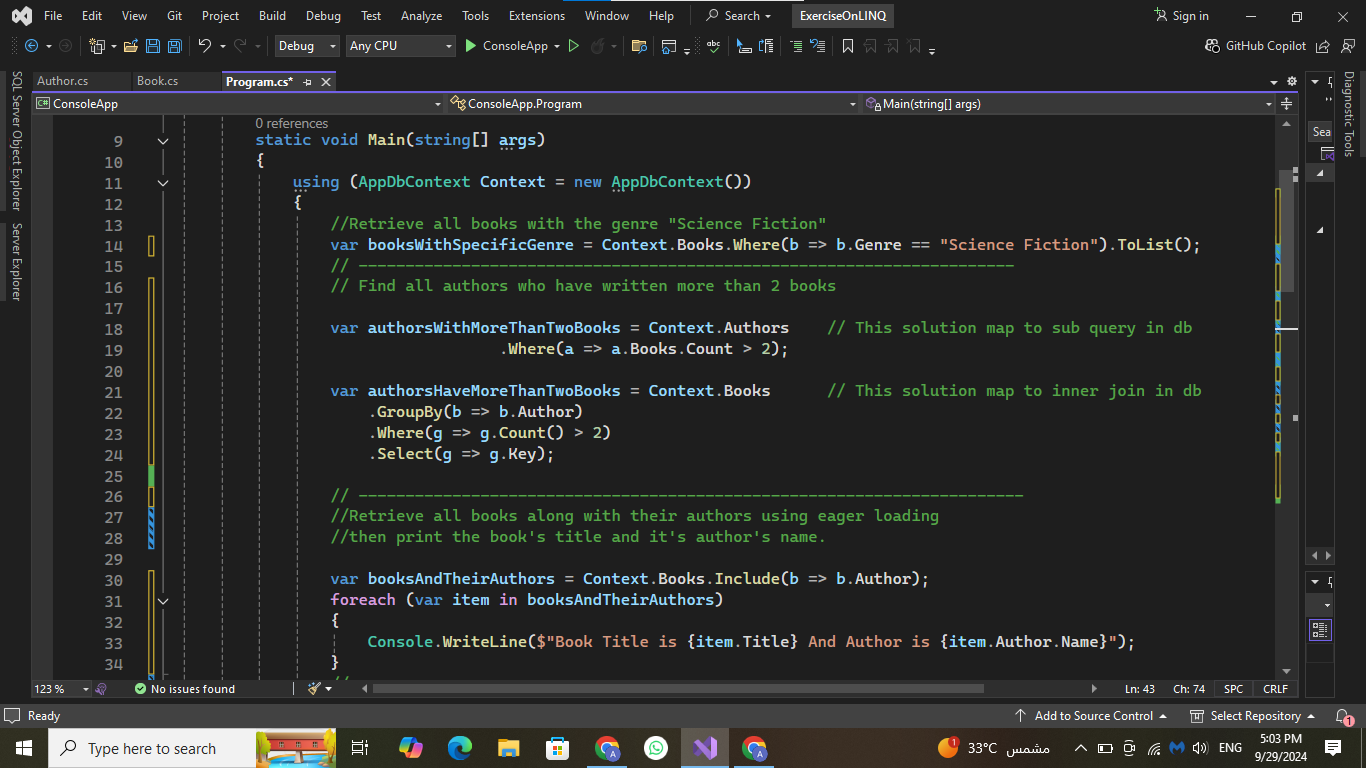 File Edit View Git Project Build Debug Test Analyze Tools Extensions Window Help Search ExerciseOnLINQ Sign in
Debug Any CPU ConsoleApp abc GitHub Copilot
Author.cs Book.cs Program.cs*
C# ConsoleApp ConsoleApp.Program Main(string[] args)
SQL Server Object Explorer
Server Explorer
Diagnostic Tools
Sea
0 references
9 static void Main(string[] args)
10 {
11 using (AppDbContext Context = new AppDbContext())
12 {
13 //Retrieve all books with the genre "Science Fiction"
14 var booksWithSpecificGenre = Context.Books.Where(b => b.Genre == "Science Fiction").ToList();
15 // ----------------------------------------------------------------------
16 // Find all authors who have written more than 2 books
17
18 var authorsWithMoreThanTwoBooks = Context.Authors // This solution map to sub query in db
19 .Where(a => a.Books.Count > 2);
20
21 var authorsHaveMoreThanTwoBooks = Context.Books // This solution map to inner join in db
22 .GroupBy(b => b.Author)
23 .Where(g => g.Count() > 2)
24 .Select(g => g.Key);
25
26 // -----------------------------------------------------------------------
27 //Retrieve all books along with their authors using eager loading
28 //then print the book's title and it's author's name.
29
30 var booksAndTheirAuthors = Context.Books.Include(b => b.Author);
31 foreach (var item in booksAndTheirAuthors)
32 {
33 Console.WriteLine($"Book Title is {item.Title} And Author is {item.Author.Name}");
34 }
123 % No issues found Ln: 43 Ch: 74 SPC CRLF
Ready Add to Source Control Select Repository 1
Type here to search 1 33°C مشمس ENG 5:03 PM
9/29/2024